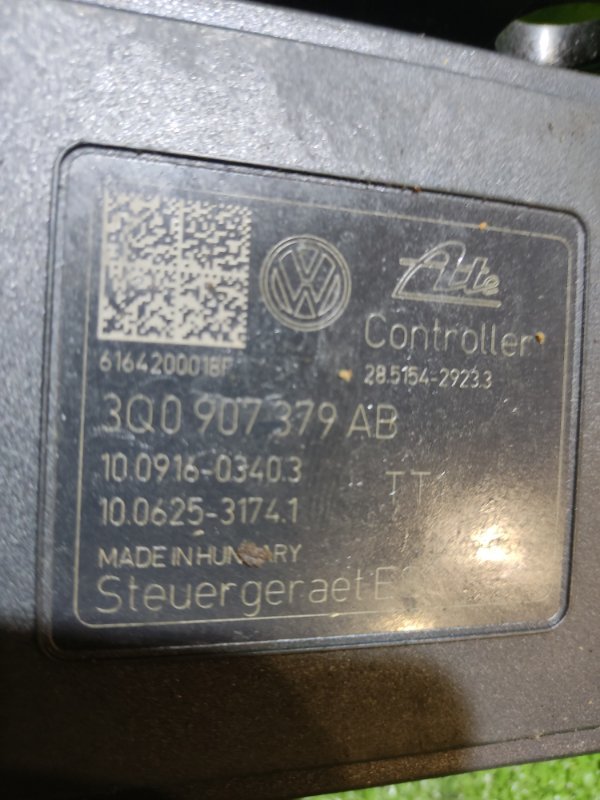 Ate
Controller
6164200018F
28.5154-2923.3
3Q0 907 379 AB
10.0916-0340.3
TT
10.0625-3174.1
MADE IN HUNGARY
Steuergeraet